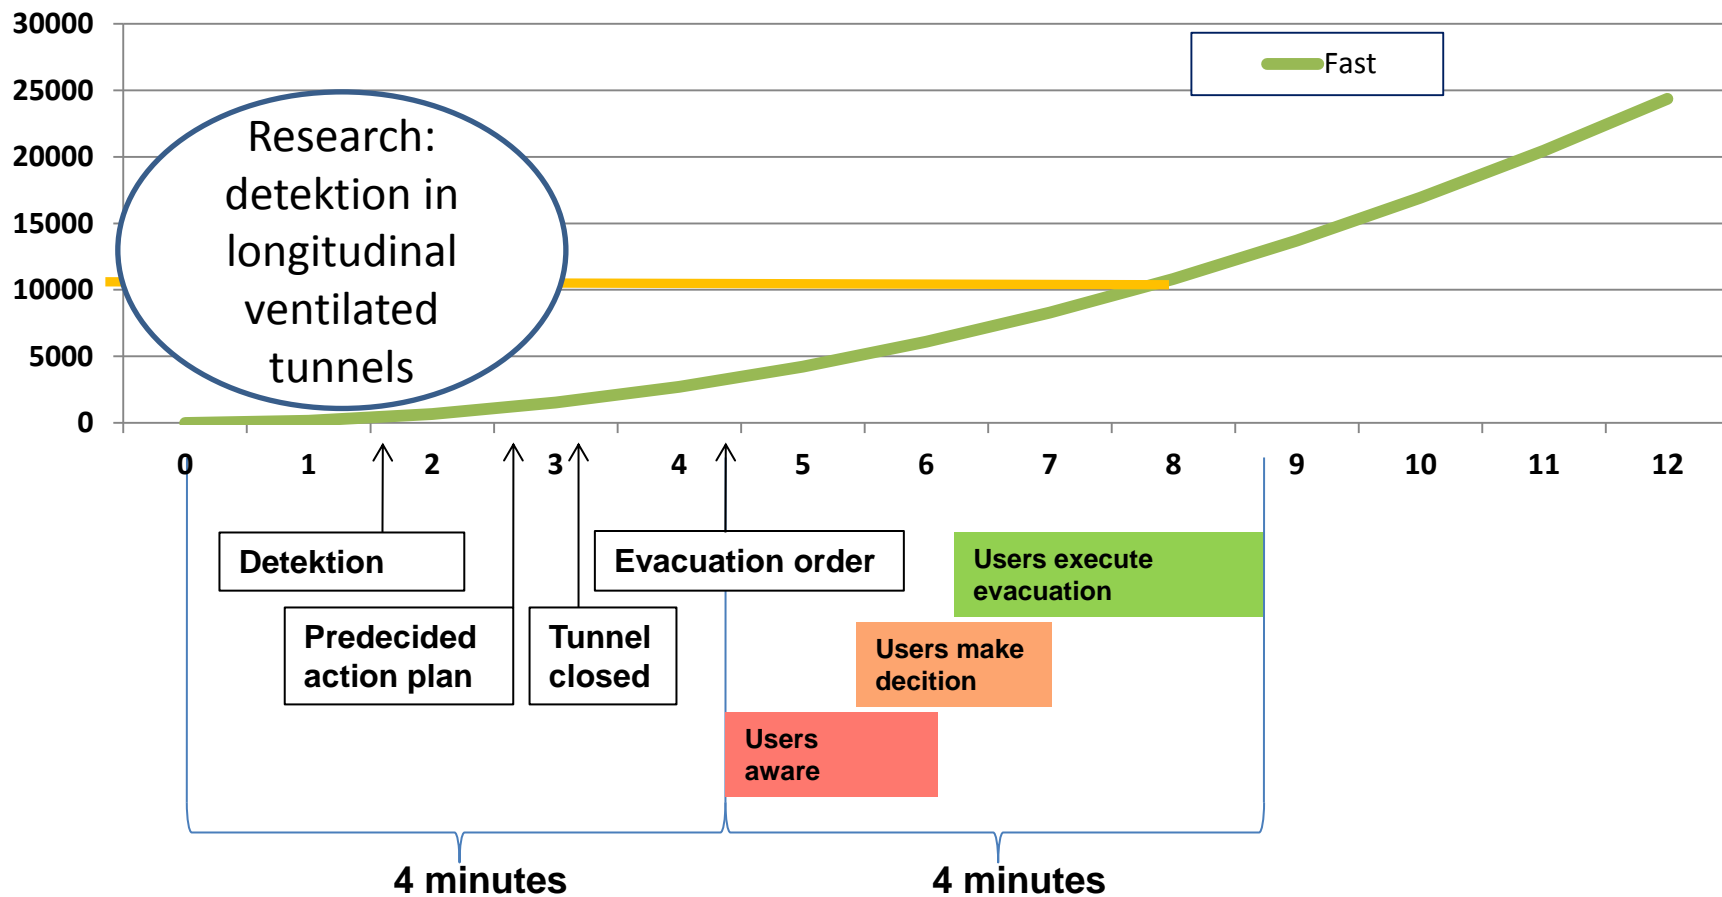 30000
25000
20000
15000
10000
5000
0
Fast
Research:
detektion in
longitudinal
ventilated
tunnels
0 1 2 3 4 5 6 7 8 9 10 11 12
Detektion
Evacuation order
Predecided
action plan
Tunnel
closed
Users execute
evacuation
Users make
decition
Users
aware
4 minutes
4 minutes